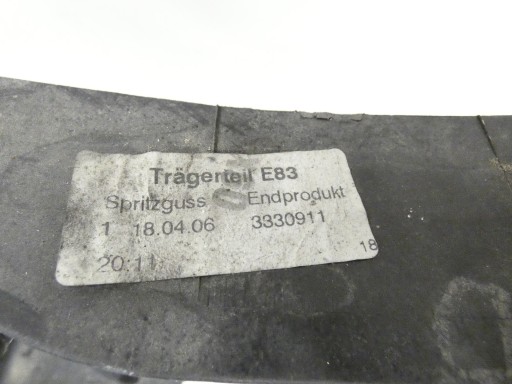 Trägerteil E83
Spritzguss Endprodukt
1 18.04.06 3330911
20:11 18